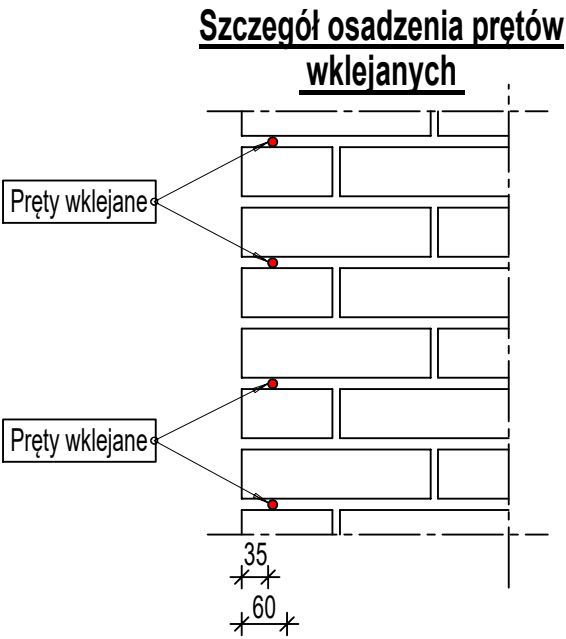 Szczegół osadzenia prętów
wklejanych
Pręty wklejane
Pręty wklejane
35
60